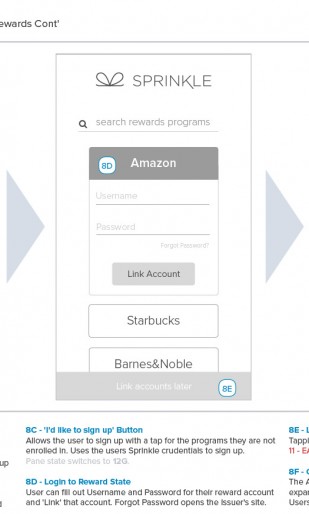 ewards Cont'
SPRINKLE
search rewards programs
8D
Amazon
Username
Password
Forgot Password?
Link Account
Starbucks
Barnes&Noble
Link accounts later
8E
8C - 'I'd like to sign up' Button
Allows the user to sign up with a tap for the programs they are not
enrolled in. Uses the users Sprinkle crudentials to sign up.
Pane state switches to 12G.
8D - Login to Reward State
User can fill out Username and Password for their reward account
and 'Link' that account. Forgot Password opens the Issuer's site.
up
d
8E - L
Tappi
11 - EA
8F - C
The A
expan
Users